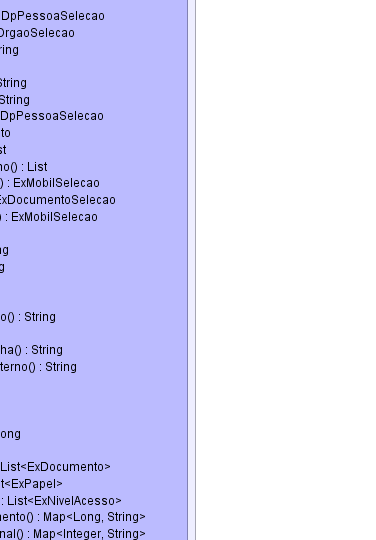 DpPessoaSelecao
OrgaoSelecao
ring
String
String
DpPessoaSelecao
to
st
no() : List
) : ExMobilSelecao
ExDocumentoSelecao
) : ExMobilSelecao
ng
g
o() : String
ha() : String
terno() : String
ong
List<ExDocumento>
t<ExPapel>
: List<ExNivelAcesso>
ento() : Map<Long, String>
nal() : Map<Integer, String>